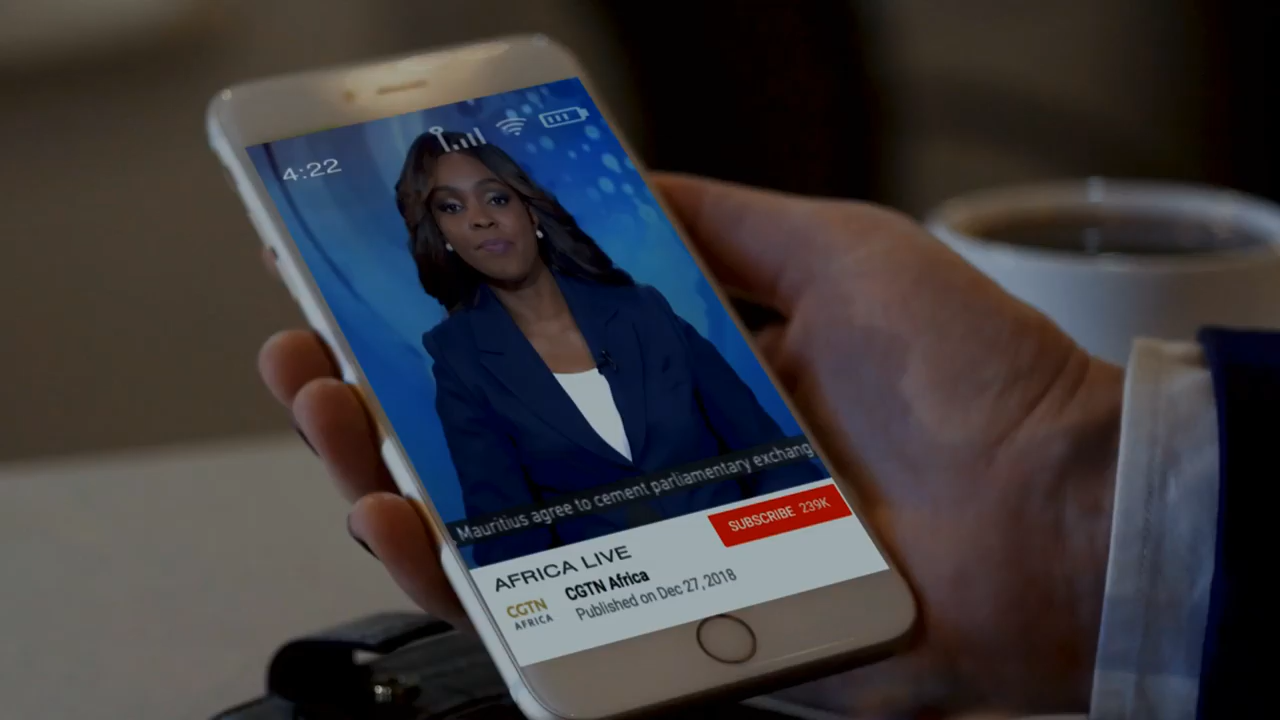 4:22
Mauritius agree to cement parliamentary exchang
SUBSCRIBE 239K
AFRICA LIVE
CGTN Africa
Published on Dec 27, 2018
CGTN
AFRICA